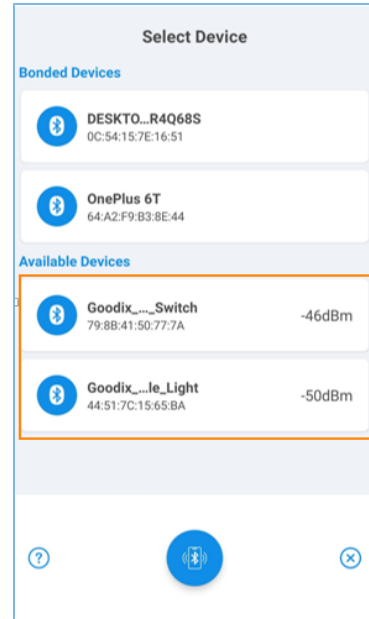 Select Device
Bonded Devices
DESKTO...R4Q68S
0C:54:15:7E:16:51
OnePlus 6T
64:A2:F9:B3:8E:44
Available Devices
Goodix_..._Switch
79:8B:41:50:77:7A
-46dBm
Goodix_...le_Light
44:51:7C:15:65:BA
-50dBm
?